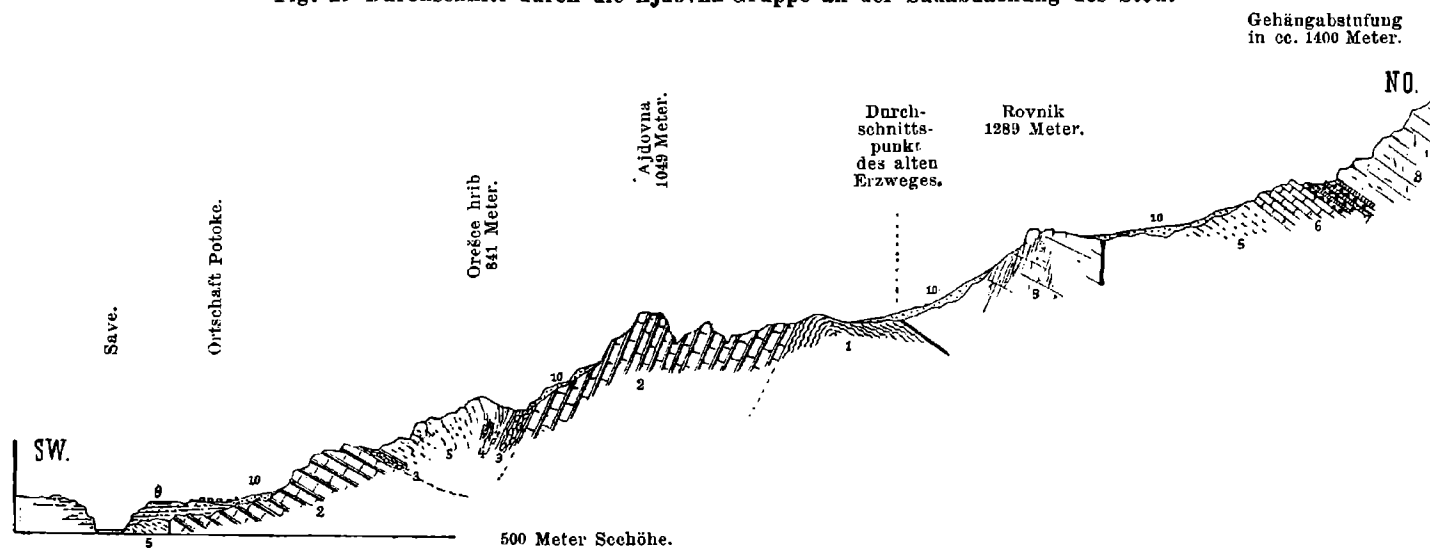 Gehängabstufung
in cc. 1400 Meter.
NO.
Durch-
schnitts-
punkt
des alten
Erzweges.
Rovnik
1289 Meter.
Ajdovna
1049 Meter.
Orešce hrib
841 Meter.
Ortschaft Potoke.
Save.
SW.
10
10
10
10
1
2
2
3
3
4
5
5
5
6
7
8
8
9
500 Meter Seehöhe.